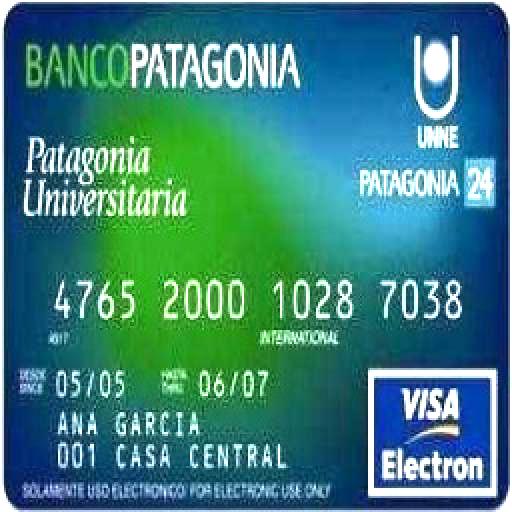 BANCOPATAGONIA
UNNE
Patagonia
Universitaria
PATAGONIA 24
4765 2000 1028 7038
INTERNATIONAL
DESDE
SINCE 05/05 HASTA
THRU 06/07
ANA GARCIA
001 CASA CENTRAL
VISA
Electron
SOLAMENTE USO ELECTRONICO/ FOR ELECTRONIC USE ONLY